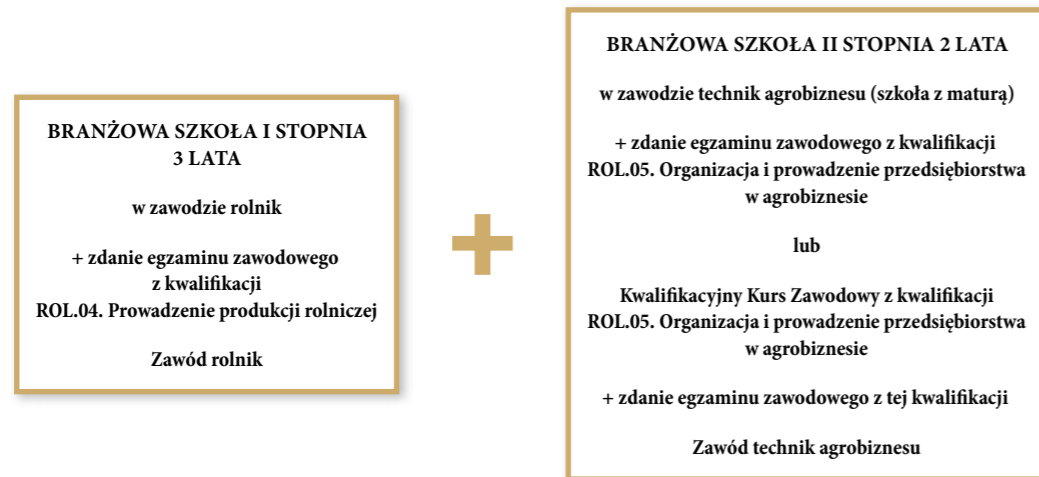 BRANŻOWA SZKOŁA I STOPNIA
3 LATA
w zawodzie rolnik
+ zdanie egzaminu zawodowego
z kwalifikacji
ROL.04. Prowadzenie produkcji rolniczej
Zawód rolnik
+
BRANŻOWA SZKOŁA II STOPNIA 2 LATA
w zawodzie technik agrobiznesu (szkoła z maturą)
+ zdanie egzaminu zawodowego z kwalifikacji
ROL.05. Organizacja i prowadzenie przedsiębiorstwa
w agrobiznesie
lub
Kwalifikacyjny Kurs Zawodowy z kwalifikacji
ROL.05. Organizacja i prowadzenie przedsiębiorstwa
w agrobiznesie
+ zdanie egzaminu zawodowego z tej kwalifikacji
Zawód technik agrobiznesu